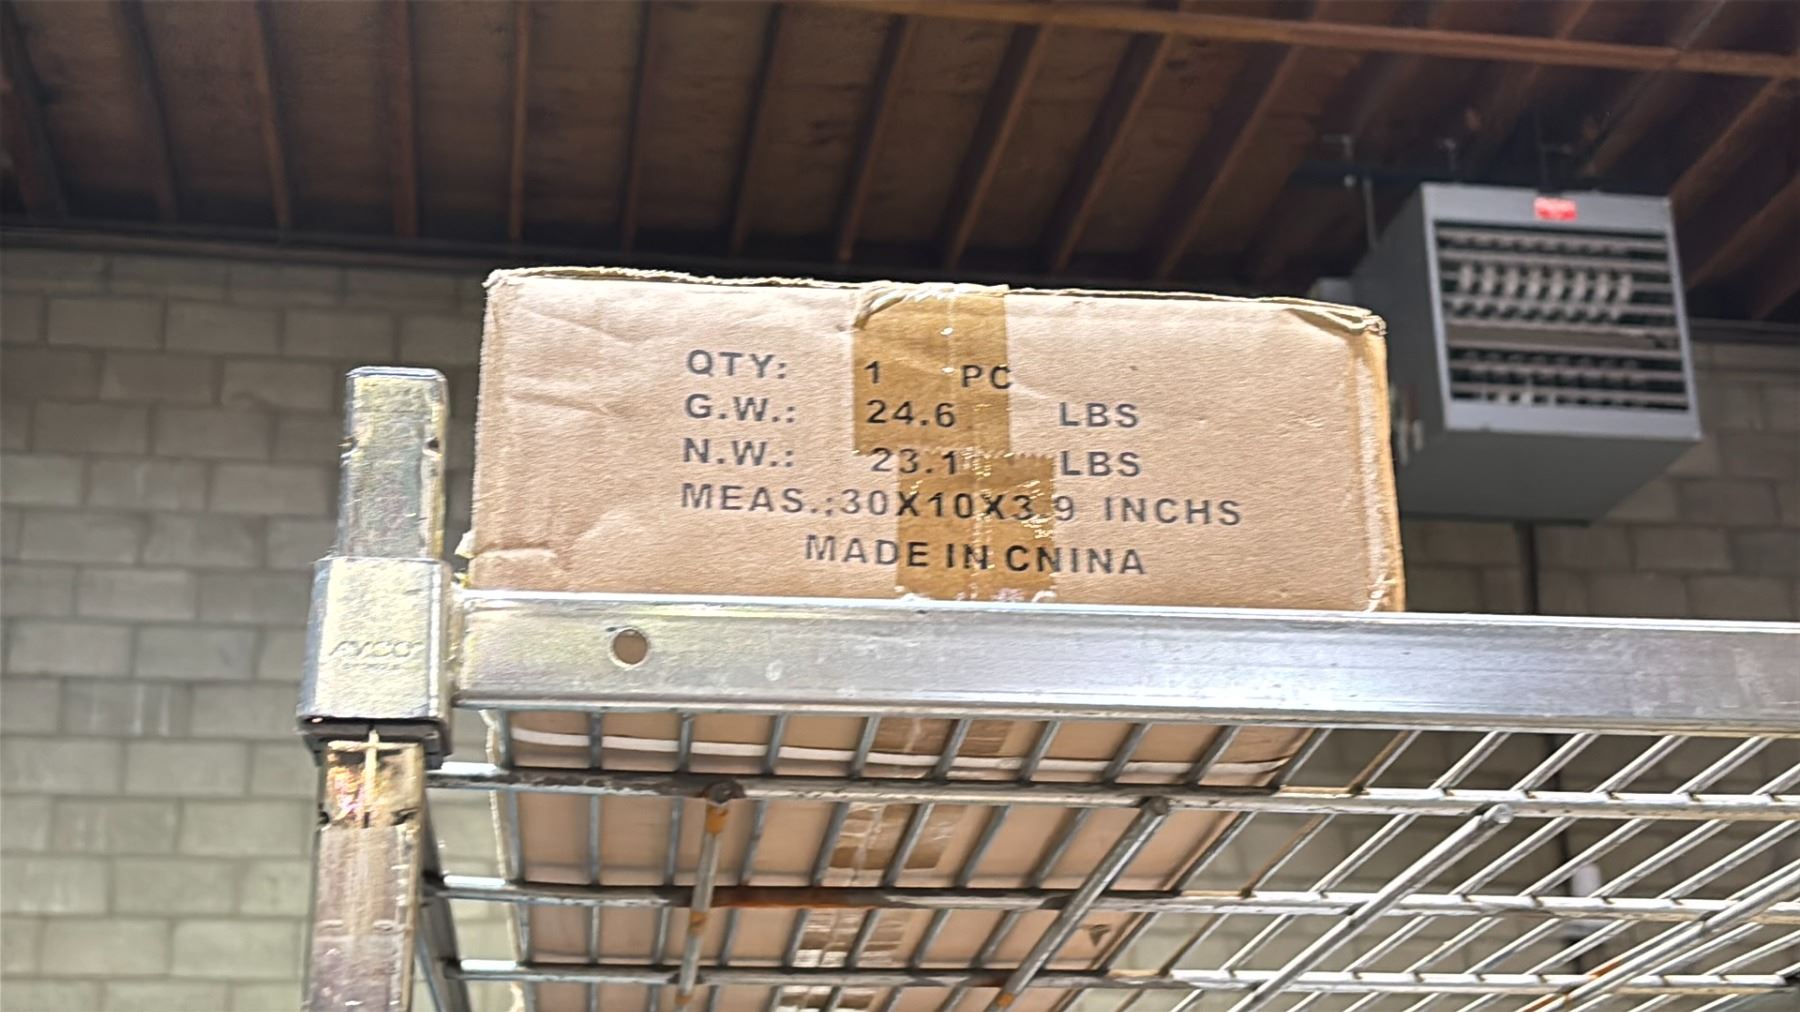 QTY: 1 PC
G.W.: 24.6 LBS
N.W.: 23.1 LBS
MEAS.:30X10X3.9 INCHS
MADE IN CNINA